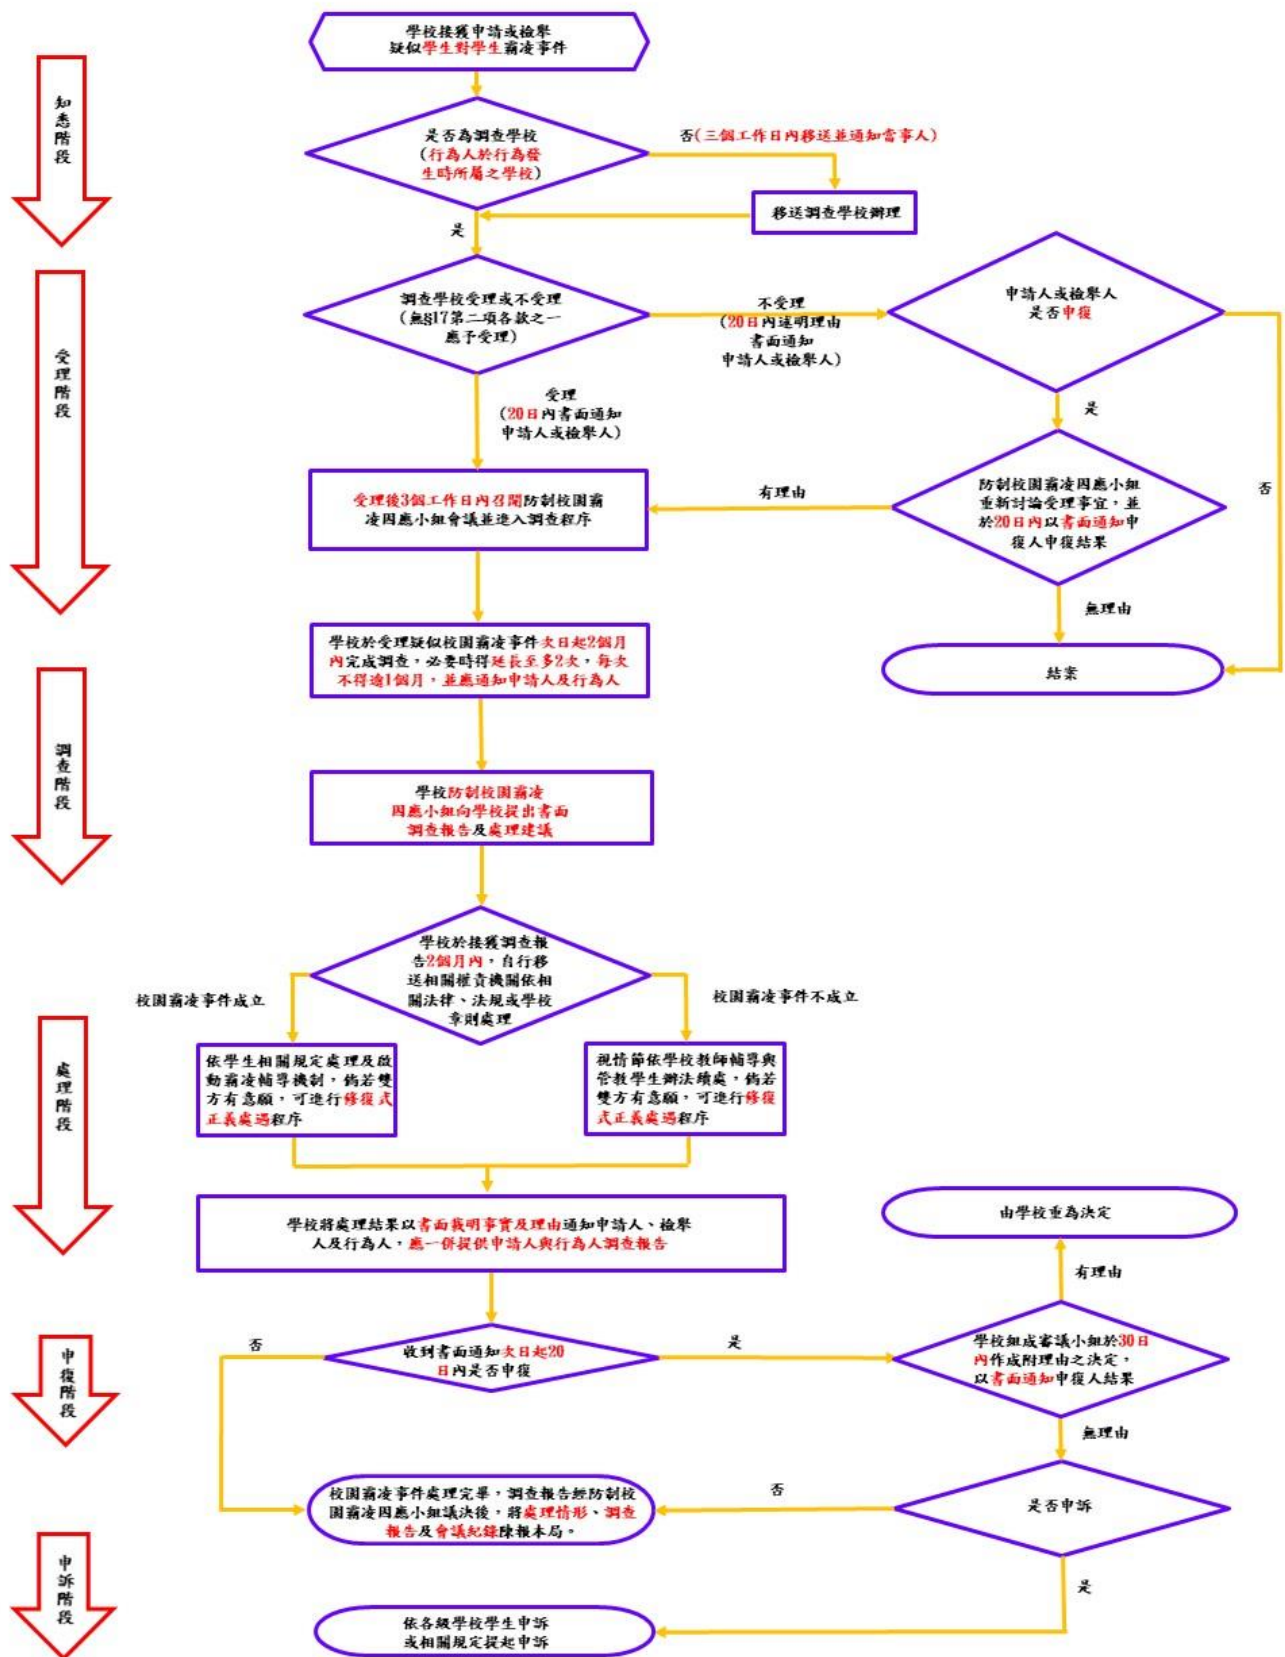 學校接獲申請或檢舉
疑似學生對學生霸凌事件
知悉階段
是否為調查學校
(行為人於行為發
生時所屬之學校)
否(三個工作日內移送並通知當事人)
移送調查學校辦理
是
受理階段
調查學校受理或不受理
(無§17第二項各款之一
應予受理)
不受理
(20日內述明理由
書面通知
申請人或檢舉人)
申請人或檢舉人
是否申復
受理
(20日內書面通知
申請人或檢舉人)
是
否
受理後3個工作日內召開防制校園霸
凌因應小組會議並進入調查程序
有理由
防制校園霸凌因應小組
重新討論受理事宜，並
於20日內以書面通知申
復人申復結果
無理由
結案
學校於受理疑似校園霸凌事件次日起2個月
內完成調查，必要時得延長至多2次，每次
不得逾1個月，並應通知申請人及行為人
調查階段
學校防制校園霸凌
因應小組向學校提出書面
調查報告及處理建議
學校於接獲調查報
告2個月內，自行移
送相關權責機關依相
關法律、法規或學校
章則處理
校園霸凌事件成立
校園霸凌事件不成立
處理階段
依學生相關規定處理及啟
動霸凌輔導機制，倘若雙
方有意願，可進行修復式
正義處遇程序
視情節依學校教師輔導與
管教學生辦法續處，倘若
雙方有意願，可進行修復
式正義處遇程序
學校將處理結果以書面載明事實及理由通知申請人、檢舉
人及行為人，應一併提供申請人與行為人調查報告
由學校重為決定
有理由
申復階段
否
收到書面通知次日起20
日內是否申復
是
學校組成審議小組於30日
內作成附理由之決定，
以書面通知申復人結果
無理由
校園霸凌事件處理完畢，調查報告經防制校
園霸凌因應小組議決後，將處理情形、調查
報告及會議紀錄陳報本局。
否
是否申訴
是
申訴階段
依各級學校學生申訴
或相關規定提起申訴